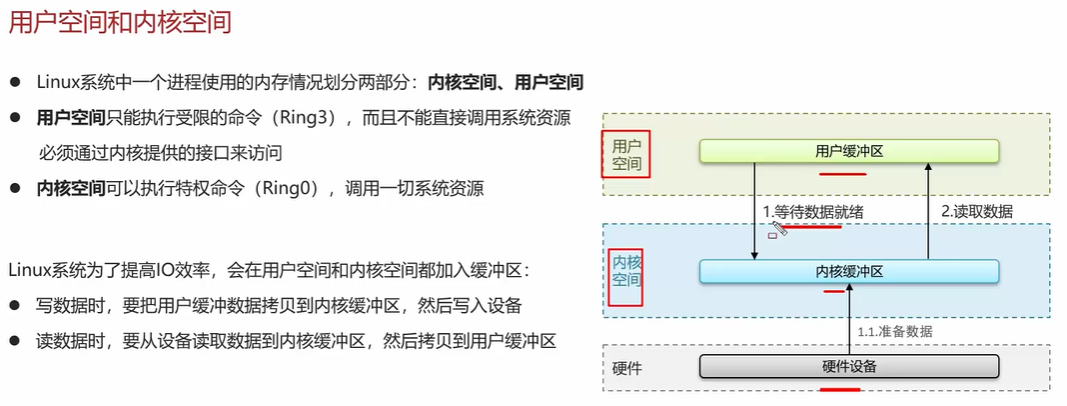 用户空间和内核空间
● Linux系统中一个进程使用的内存情况划分两部分：内核空间、用户空间
● 用户空间只能执行受限的命令（Ring3），而且不能直接调用系统资源
必须通过内核提供的接口来访问
● 内核空间可以执行特权命令（Ring0），调用一切系统资源
Linux系统为了提高IO效率，会在用户空间和内核空间都加入缓冲区：
● 写数据时，要把用户缓冲数据拷贝到内核缓冲区，然后写入设备
● 读数据时，要从设备读取数据到内核缓冲区，然后拷贝到用户缓冲区
用户
空间
用户缓冲区
1.等待数据就绪
2.读取数据
内核
空间
内核缓冲区
1.1.准备数据
硬件
硬件设备